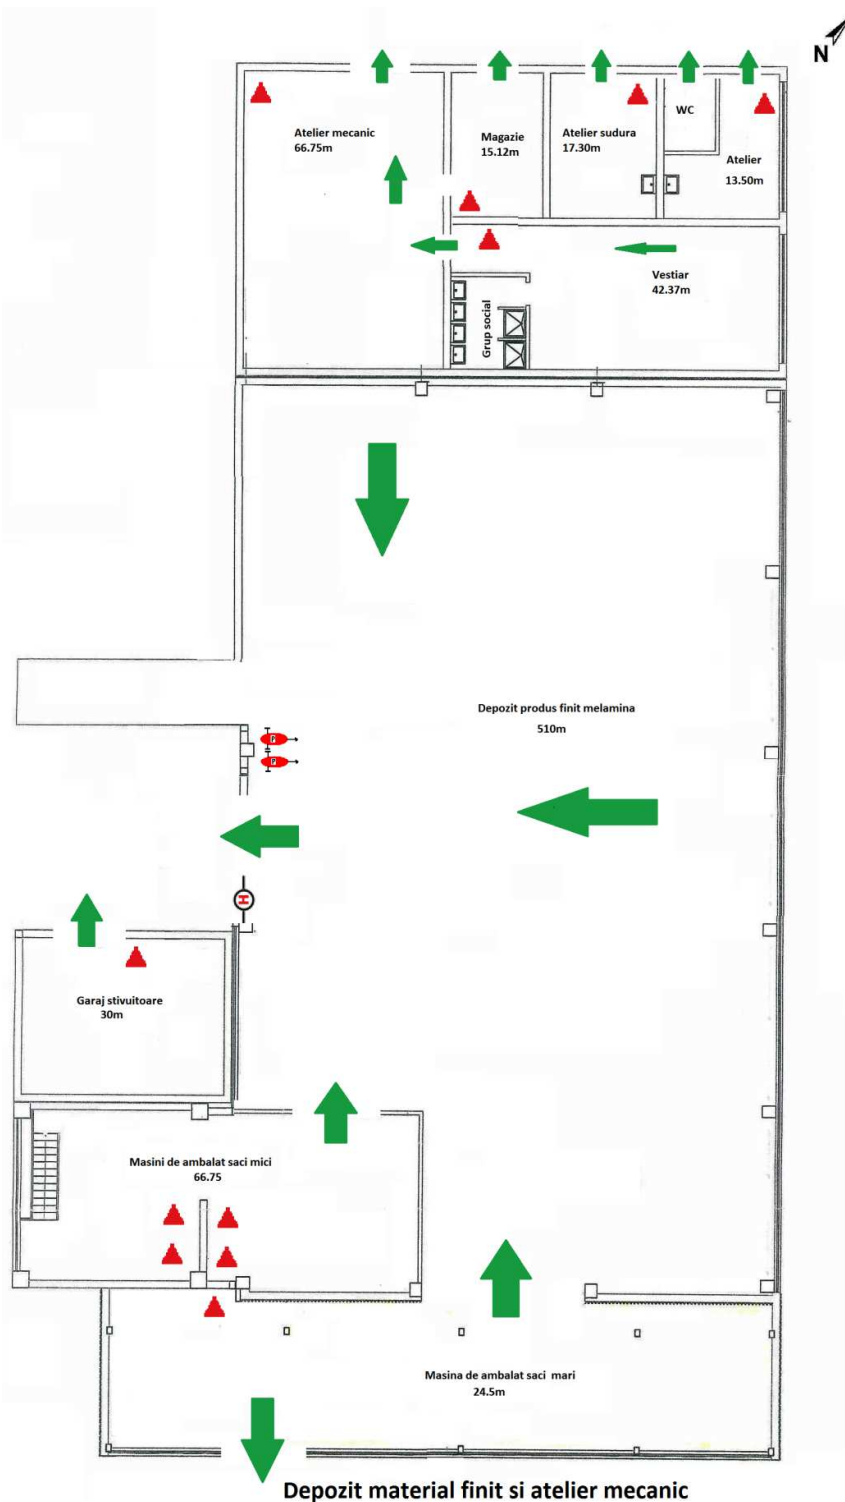 N
Atelier mecanic
66.75m
Magazie
15.12m
Atelier sudura
17.30m
WC
Atelier
13.50m
Vestiar
42.37m
Grup social
Depozit produs finit melamina
510m
P
P
H
Garaj stivuitoare
30m
Masini de ambalat saci mici
66.75
Masina de ambalat saci mari
24.5m
Depozit material finit si atelier mecanic